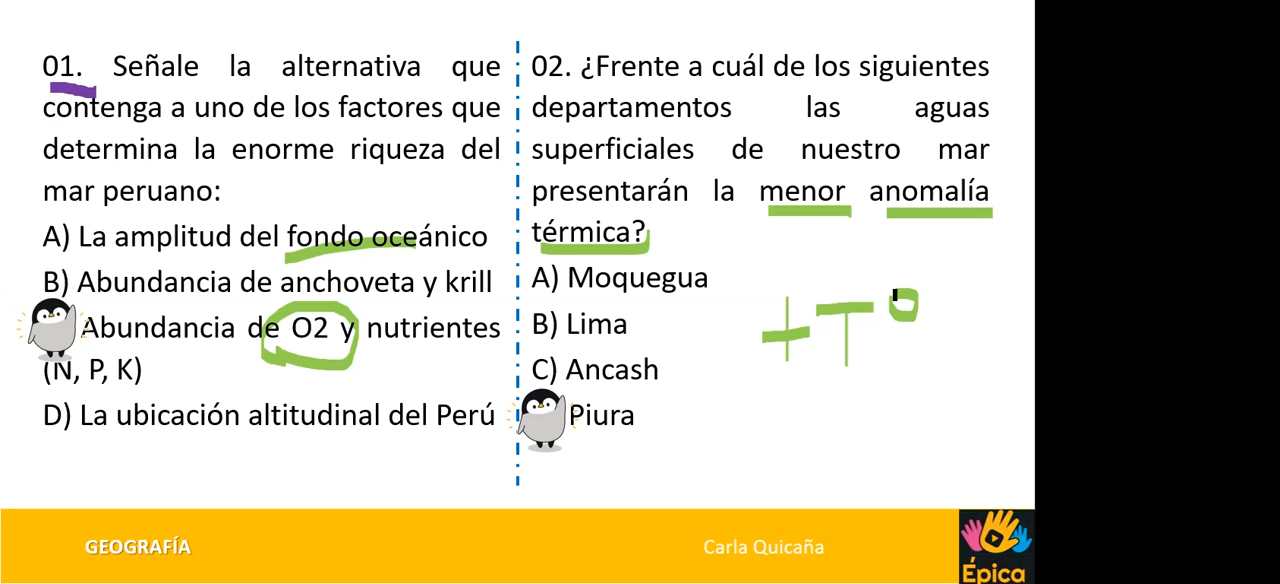 01. Señale la alternativa que
contenga a uno de los factores que
determina la enorme riqueza del
mar peruano:
A) La amplitud del fondo oceánico
B) Abundancia de anchoveta y krill
Abundancia de O2 y nutrientes
(N, P, K)
D) La ubicación altitudinal del Perú
02. ¿Frente a cuál de los siguientes
departamentos las aguas
superficiales de nuestro mar
presentarán la menor anomalía
térmica?
A) Moquegua
B) Lima
C) Ancash
Piura
+T°
GEOGRAFÍA
Carla Quicaña
Épica